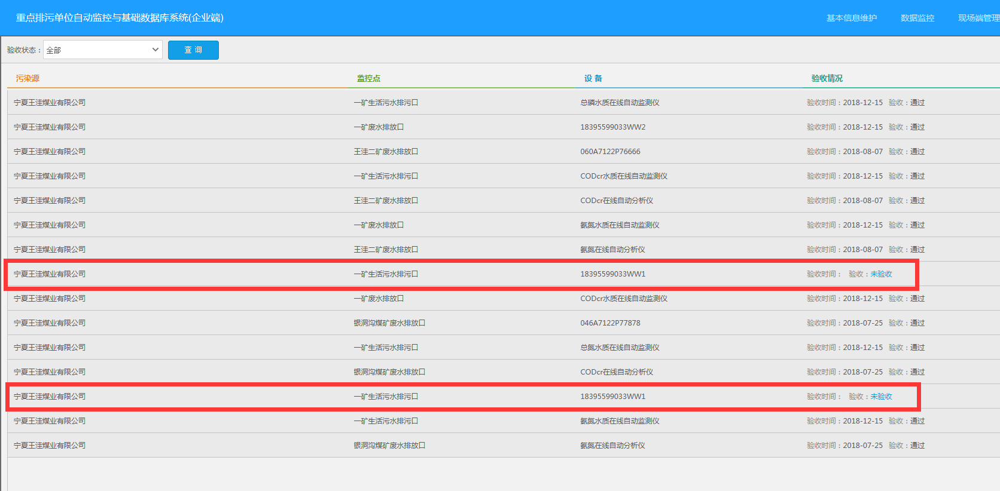 重点排污单位自动监控与基础数据库系统(企业端) 基本信息维护 数据监控 现场端管理
验收状态： 全部 查 询
污染源 监控点 设 备 验收情况
宁夏王洼煤业有限公司 一矿生活污水排污口 总磷水质在线自动监测仪 验收时间：2018-12-15 验收：通过
宁夏王洼煤业有限公司 一矿废水排放口 18395599033WW2 验收时间：2018-12-15 验收：通过
宁夏王洼煤业有限公司 王洼二矿废水排放口 060A7122P76666 验收时间：2018-08-07 验收：通过
宁夏王洼煤业有限公司 一矿生活污水排污口 CODcr水质在线自动监测仪 验收时间：2018-12-15 验收：通过
宁夏王洼煤业有限公司 王洼二矿废水排放口 CODcr在线自动分析仪 验收时间：2018-08-07 验收：通过
宁夏王洼煤业有限公司 一矿废水排放口 氨氮水质在线自动监测仪 验收时间：2018-12-15 验收：通过
宁夏王洼煤业有限公司 王洼二矿废水排放口 氨氮在线自动分析仪 验收时间：2018-08-07 验收：通过
宁夏王洼煤业有限公司 一矿生活污水排污口 18395599033WW1 验收时间： 验收：未验收
宁夏王洼煤业有限公司 一矿废水排放口 CODcr水质在线自动监测仪 验收时间：2018-12-15 验收：通过
宁夏王洼煤业有限公司 银洞沟煤矿废水排放口 046A7122P77878 验收时间：2018-07-25 验收：通过
宁夏王洼煤业有限公司 一矿生活污水排污口 总氮水质在线自动监测仪 验收时间：2018-12-15 验收：通过
宁夏王洼煤业有限公司 银洞沟煤矿废水排放口 CODcr在线自动分析仪 验收时间：2018-07-25 验收：通过
宁夏王洼煤业有限公司 一矿生活污水排污口 18395599033WW1 验收时间： 验收：未验收
宁夏王洼煤业有限公司 一矿生活污水排污口 氨氮水质在线自动监测仪 验收时间：2018-12-15 验收：通过
宁夏王洼煤业有限公司 银洞沟煤矿废水排放口 氨氮在线自动分析仪 验收时间：2018-07-25 验收：通过